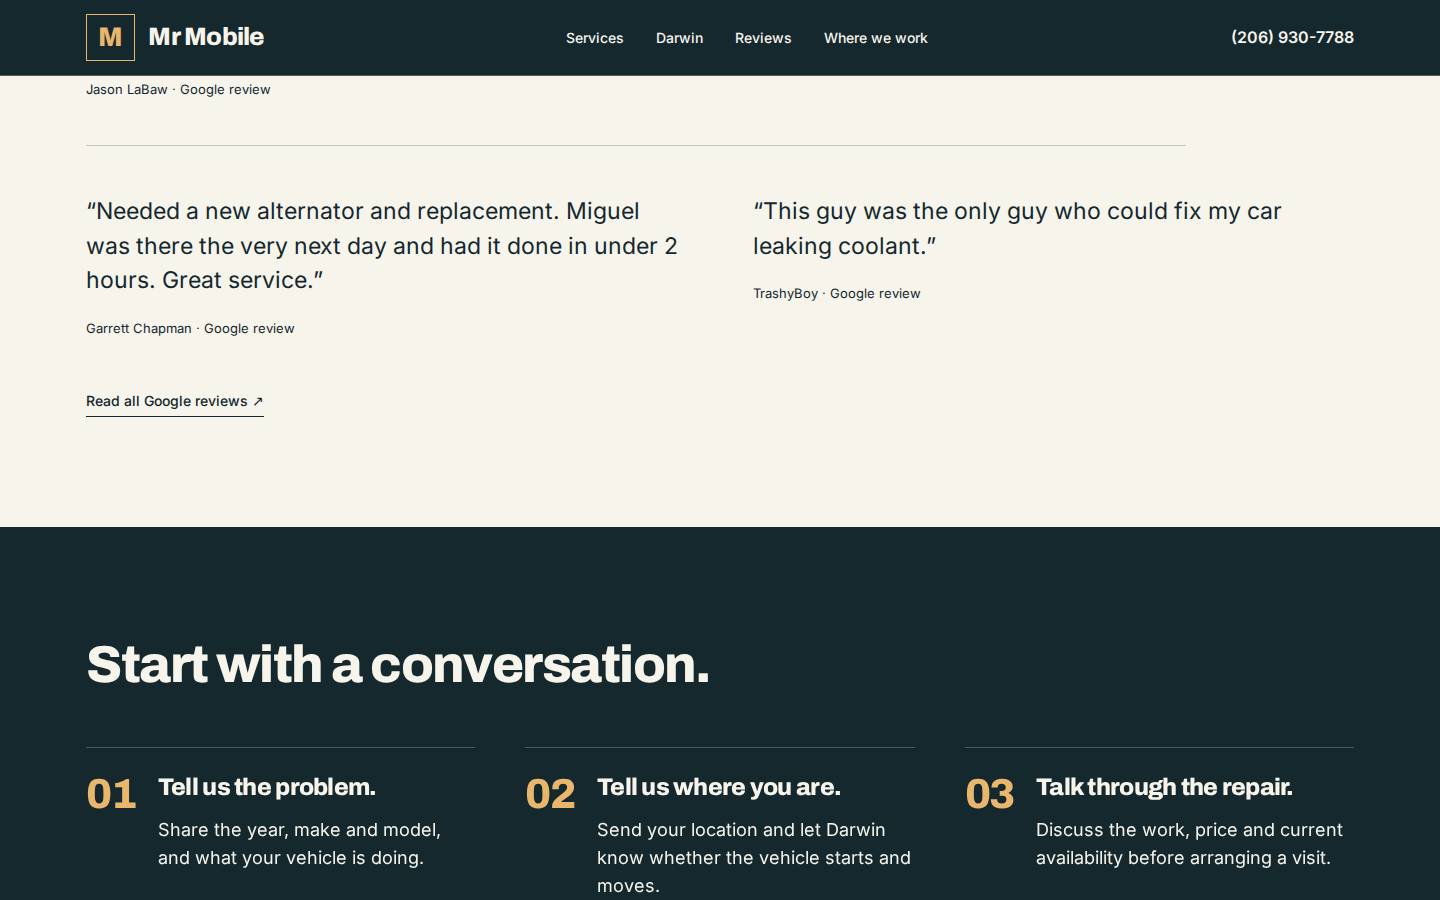 M
Mr Mobile
Services
Darwin
Reviews
Where we work
(206) 930-7788
Jason LaBaw · Google review
“Needed a new alternator and replacement. Miguel
was there the very next day and had it done in under 2
hours. Great service.”
Garrett Chapman · Google review
“This guy was the only guy who could fix my car
leaking coolant.”
TrashyBoy · Google review
Read all Google reviews ↗
Start with a conversation.
01
Tell us the problem.
Share the year, make and model,
and what your vehicle is doing.
02
Tell us where you are.
Send your location and let Darwin
know whether the vehicle starts and
moves.
03
Talk through the repair.
Discuss the work, price and current
availability before arranging a visit.